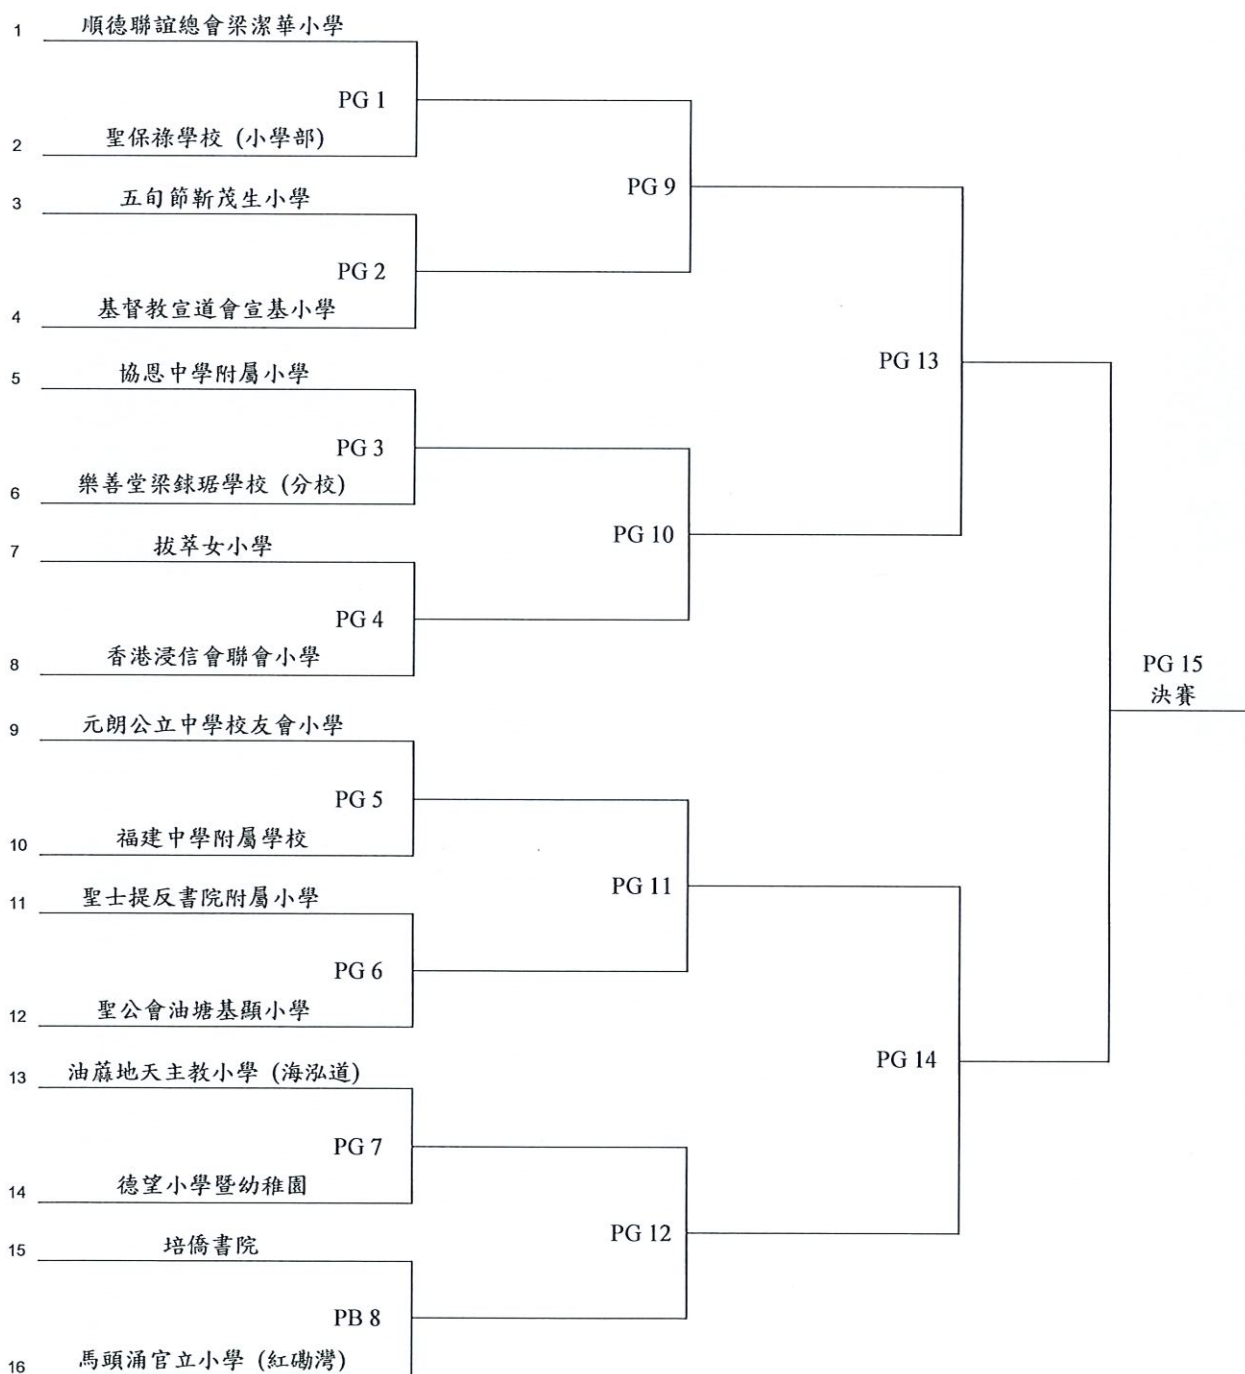 1 順德聯誼總會梁潔華小學
PG 1
2 聖保祿學校 (小學部)
PG 9
3 五旬節靳茂生小學
PG 2
4 基督教宣道會宣基小學
PG 13
5 協恩中學附屬小學
PG 3
6 樂善堂梁銶琚學校 (分校)
PG 10
7 拔萃女小學
PG 4
8 香港浸信會聯會小學
PG 15
決賽
9 元朗公立中學校友會小學
PG 5
10 福建中學附屬學校
PG 11
11 聖士提反書院附屬小學
PG 6
12 聖公會油塘基顯小學
PG 14
13 油蔴地天主教小學 (海泓道)
PG 7
14 德望小學暨幼稚園
PG 12
15 培僑書院
PB 8
16 馬頭涌官立小學 (紅磡灣)